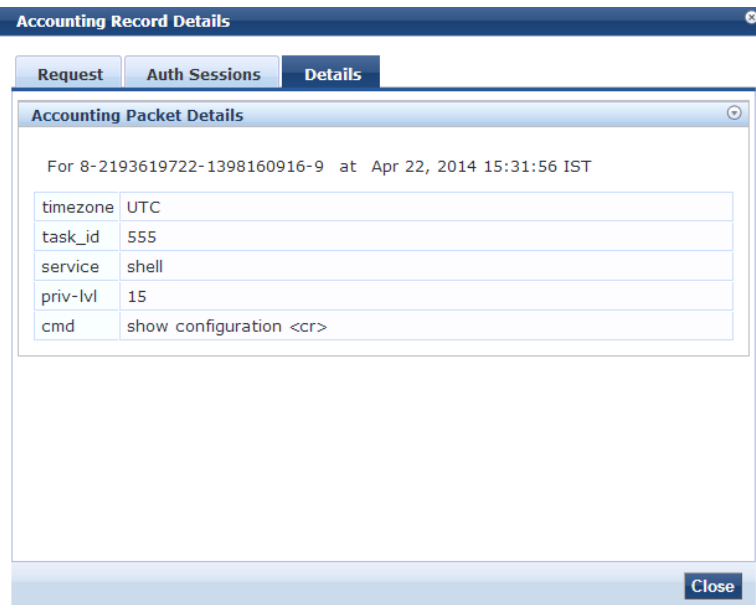 Accounting Record Details
Request Auth Sessions Details
Accounting Packet Details
For 8-2193619722-1398160916-9 at Apr 22, 2014 15:31:56 IST
timezone UTC
task_id 555
service shell
priv-lvl 15
cmd show configuration <cr>
Close